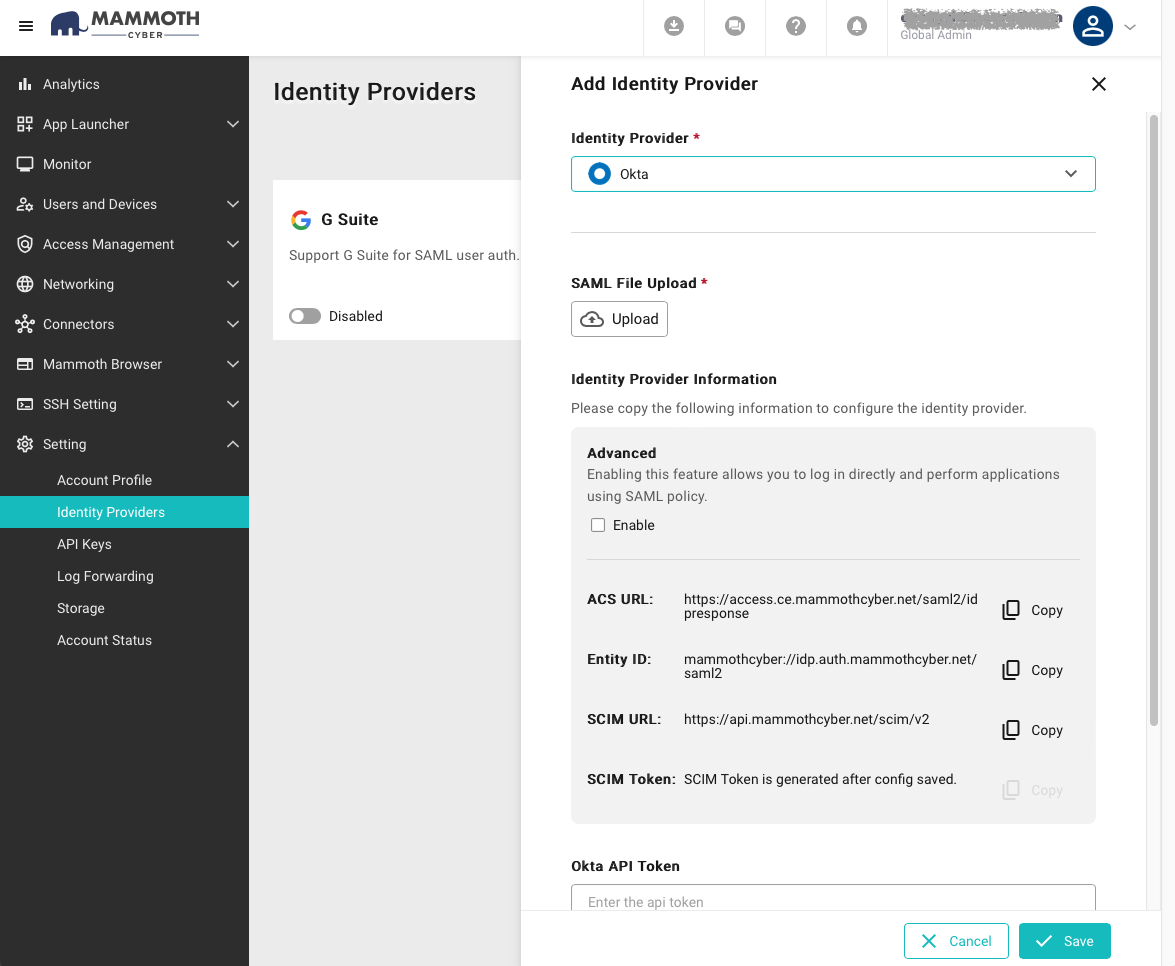 MAMMOTH
CYBER
Global Admin
Analytics
App Launcher
Monitor
Users and Devices
Access Management
Networking
Connectors
Mammoth Browser
SSH Setting
Setting
Account Profile
Identity Providers
API Keys
Log Forwarding
Storage
Account Status
Identity Providers
G Suite
Support G Suite for SAML user auth.
Disabled
Add Identity Provider
Identity Provider *
Okta
SAML File Upload *
Upload
Identity Provider Information
Please copy the following information to configure the identity provider.
Advanced
Enabling this feature allows you to log in directly and perform applications
using SAML policy.
Enable
ACS URL: https://access.ce.mammothcyber.net/saml2/id
presponse
Copy
Entity ID: mammothcyber://idp.auth.mammothcyber.net/
saml2
Copy
SCIM URL: https://api.mammothcyber.net/scim/v2
Copy
SCIM Token: SCIM Token is generated after config saved.
Copy
Okta API Token
Enter the api token
Cancel
Save